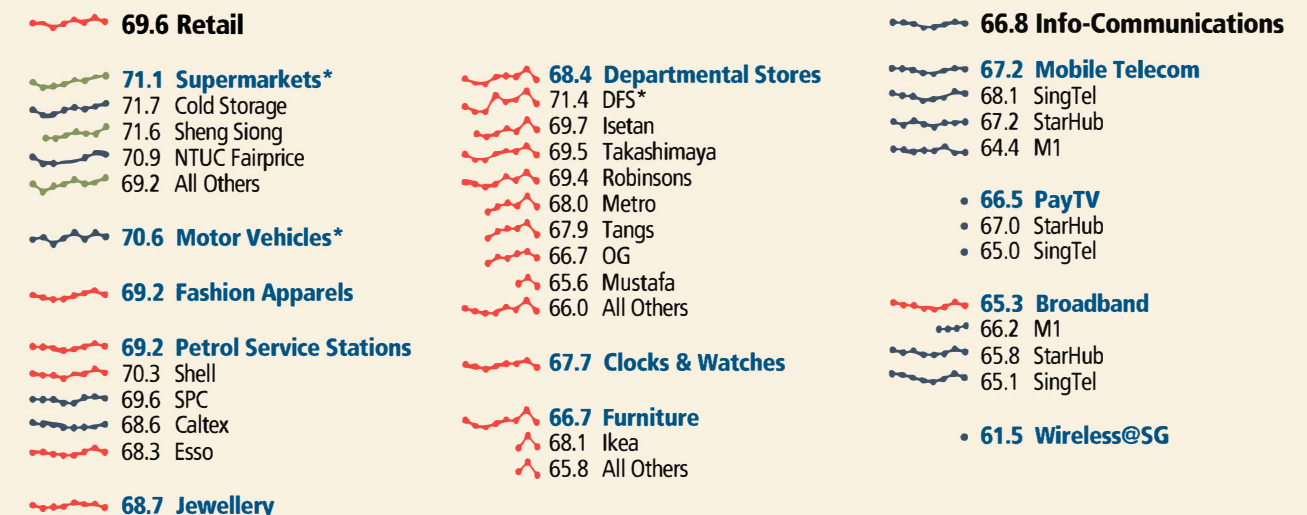 69.6 Retail
71.1 Supermarkets*
71.7 Cold Storage
71.6 Sheng Siong
70.9 NTUC Fairprice
69.2 All Others
70.6 Motor Vehicles*
69.2 Fashion Apparels
69.2 Petrol Service Stations
70.3 Shell
69.6 SPC
68.6 Caltex
68.3 Esso
68.7 Jewellery
68.4 Departmental Stores
71.4 DFS*
69.7 Isetan
69.5 Takashimaya
69.4 Robinsons
68.0 Metro
67.9 Tangs
66.7 OG
65.6 Mustafa
66.0 All Others
67.7 Clocks & Watches
66.7 Furniture
68.1 Ikea
65.8 All Others
66.8 Info-Communications
67.2 Mobile Telecom
68.1 SingTel
67.2 StarHub
64.4 M1
66.5 PayTV
67.0 StarHub
65.0 SingTel
65.3 Broadband
66.2 M1
65.8 StarHub
65.1 SingTel
61.5 Wireless@SG